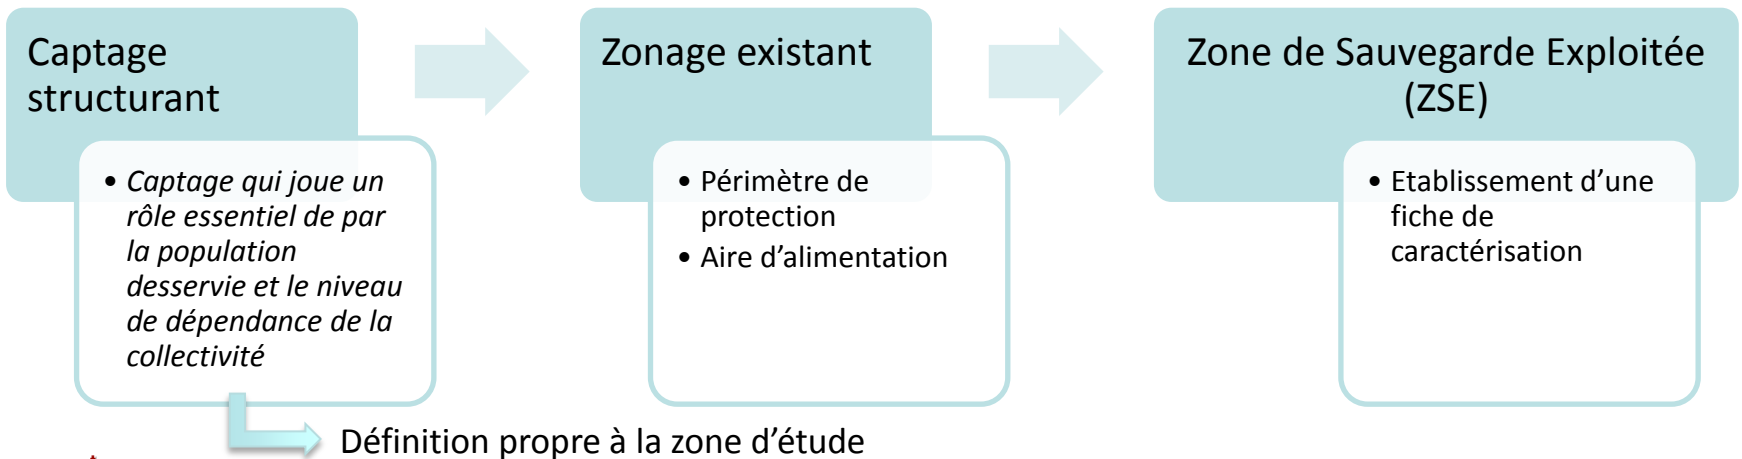 Captage
structurant
• Captage qui joue un
rôle essentiel de par
la population
desservie et le niveau
de dépendance de la
collectivité
Définition propre à la zone d’étude
Zonage existant
• Périmètre de
protection
• Aire d’alimentation
Zone de Sauvegarde Exploitée
(ZSE)
• Etablissement d’une
fiche de
caractérisation